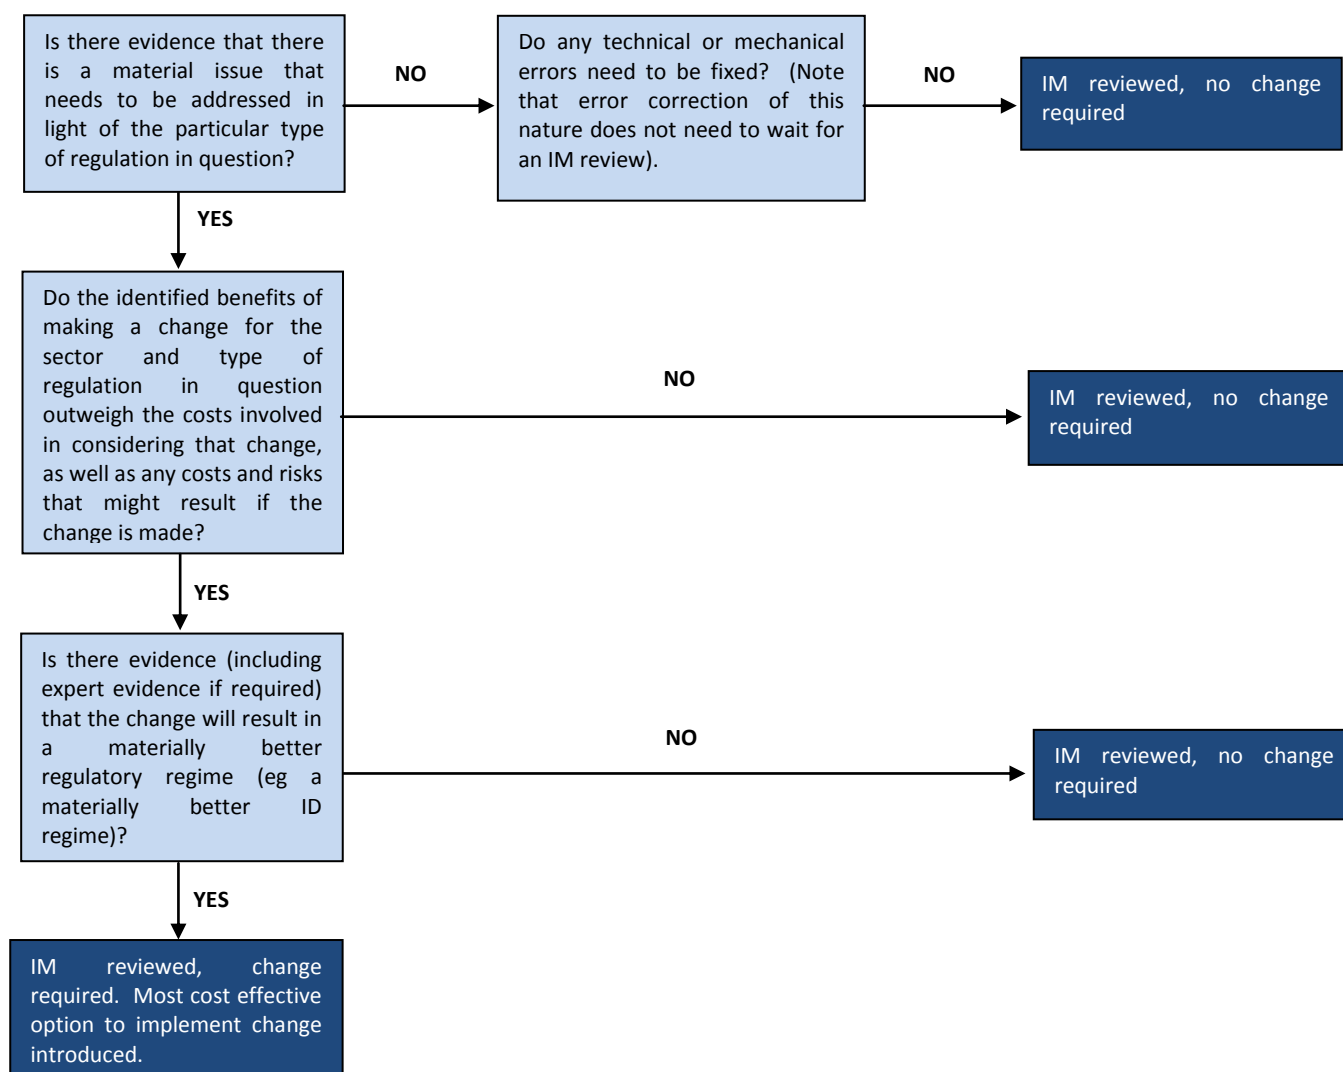 Is there evidence that there
is a material issue that
needs to be addressed in
light of the particular type
of regulation in question?
NO
Do any technical or mechanical
errors need to be fixed? (Note
that error correction of this
nature does not need to wait for
an IM review).
NO
IM reviewed, no change
required
YES
Do the identified benefits of
making a change for the
sector and type of
regulation in question
outweigh the costs involved
in considering that change,
as well as any costs and risks
that might result if the
change is made?
NO
IM reviewed, no change
required
YES
Is there evidence (including
expert evidence if required)
that the change will result in
a materially better
regulatory regime (eg a
materially better ID
regime)?
NO
IM reviewed, no change
required
YES
IM reviewed, change
required. Most cost effective
option to implement change
introduced.